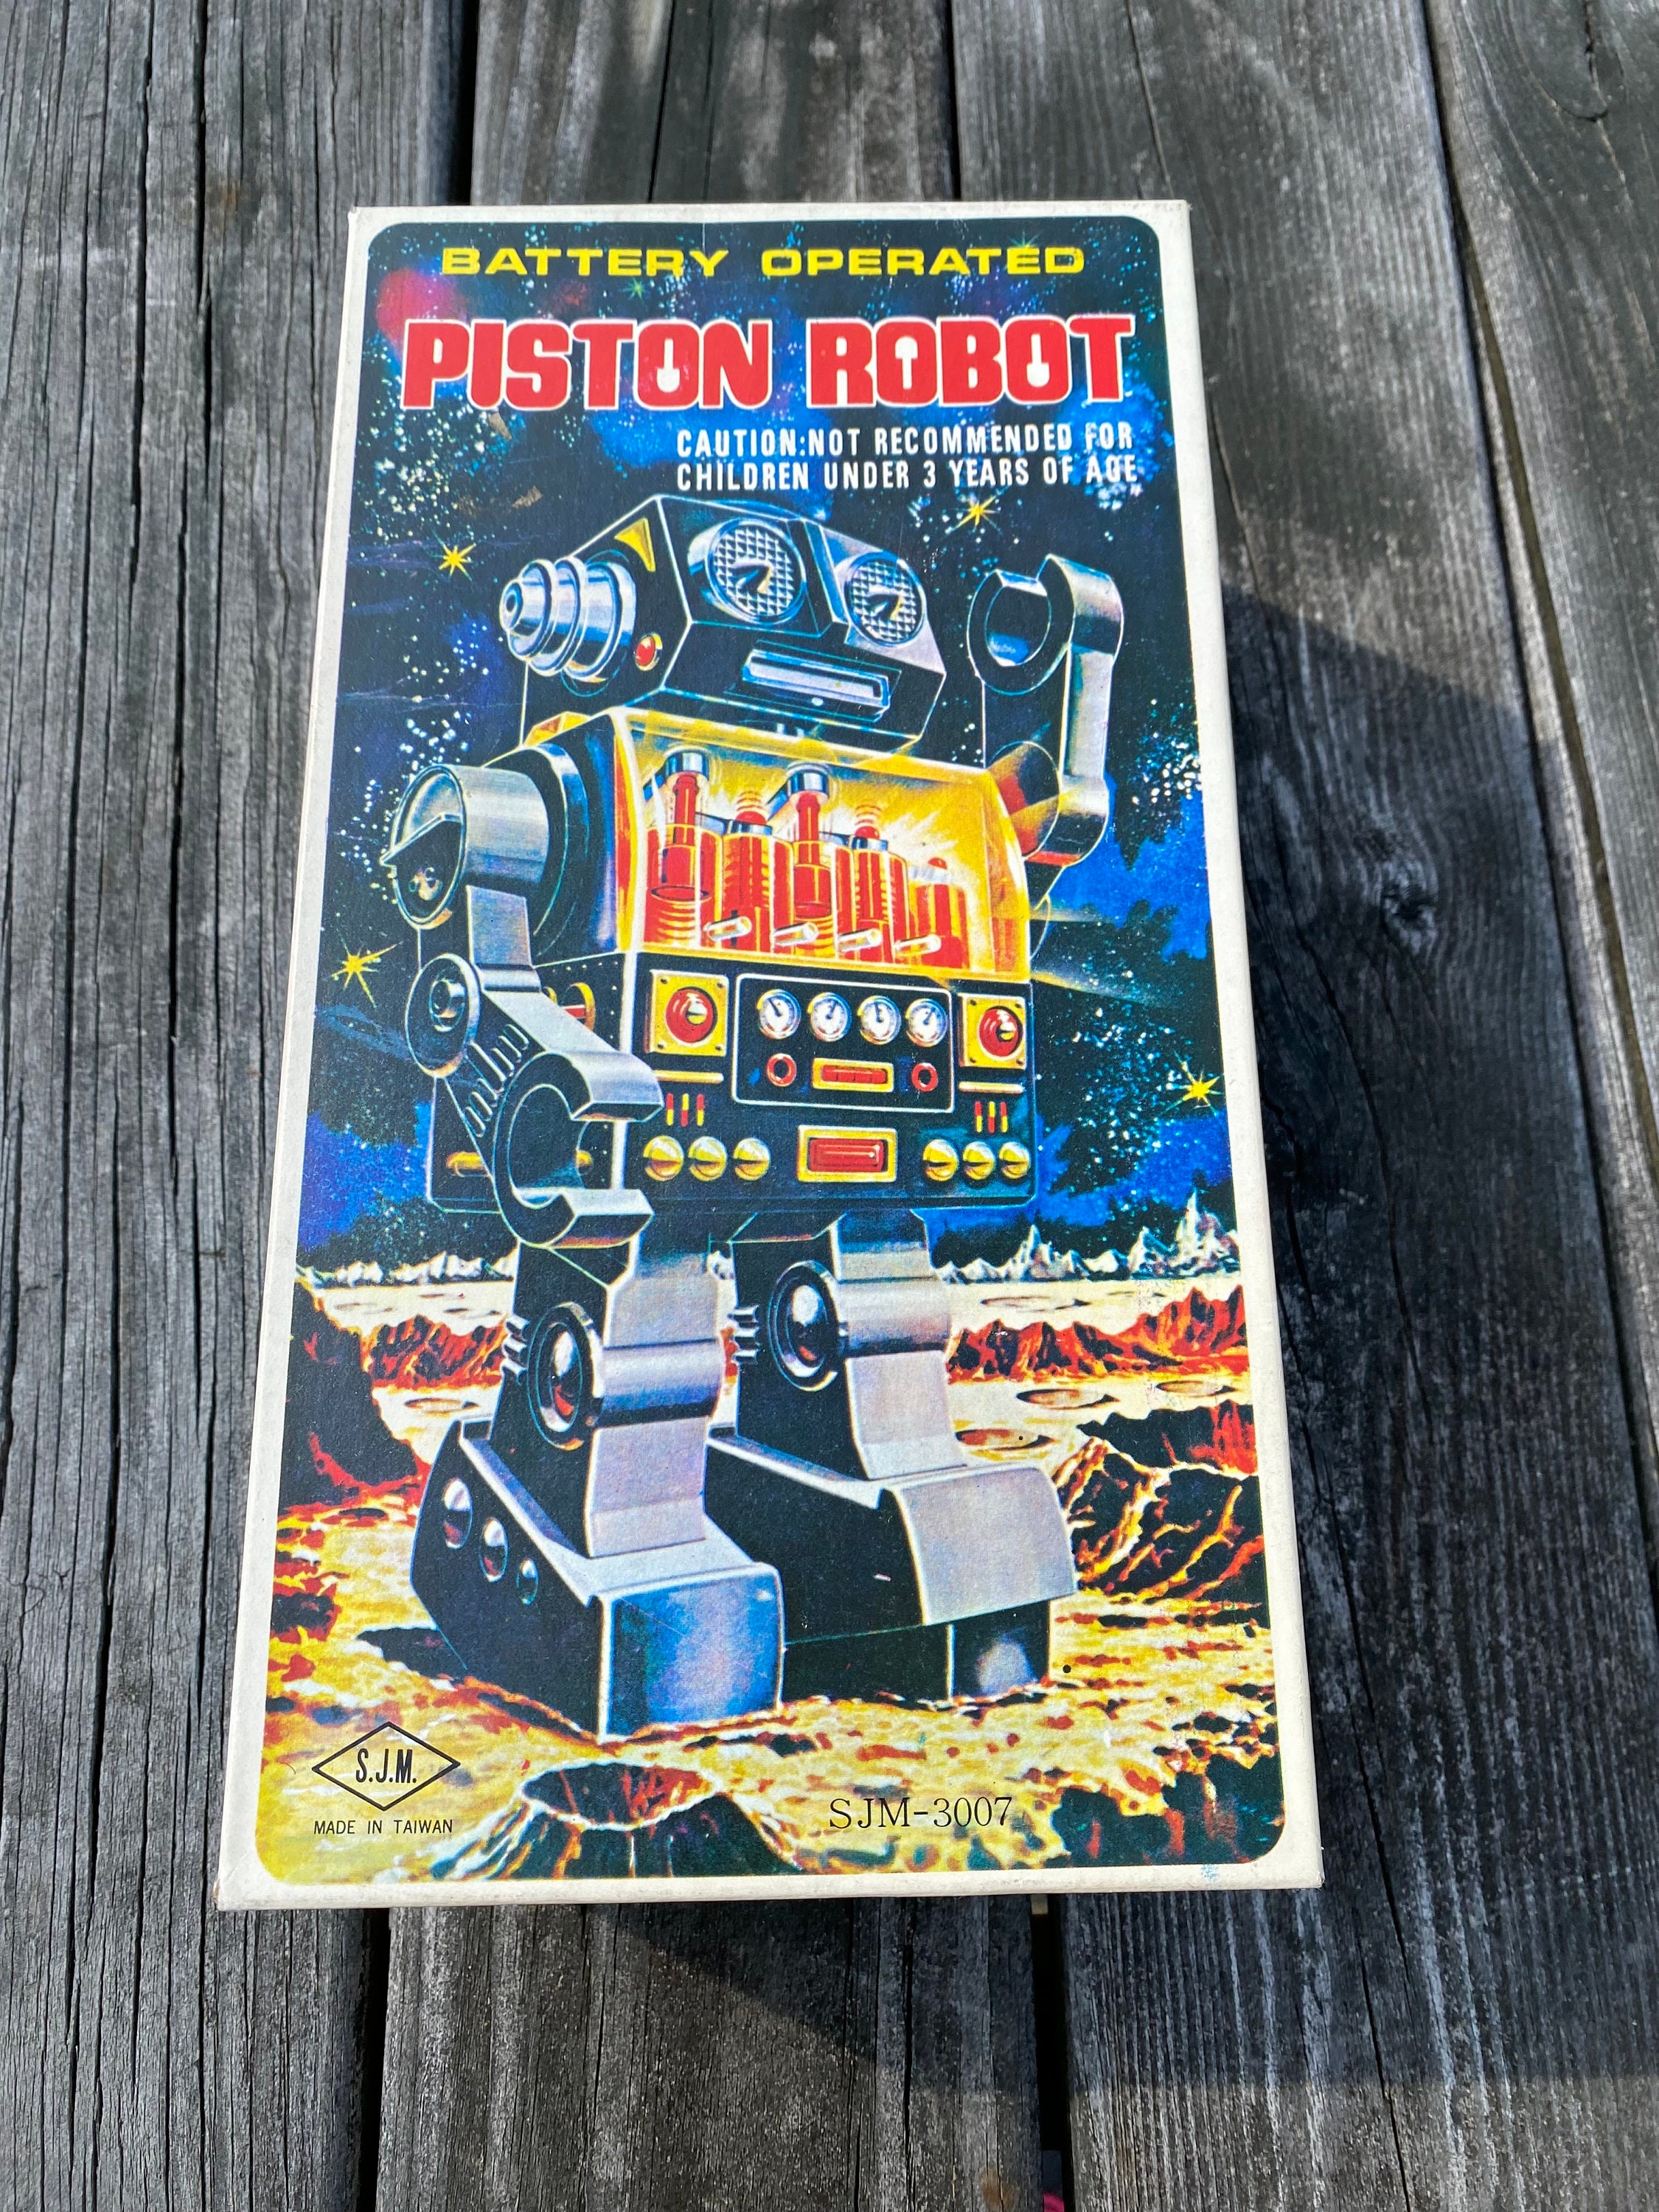 BATTERY OPERATED
PISTON ROBOT
CAUTION:NOT RECOMMENDED FOR
CHILDREN UNDER 3 YEARS OF AGE
S.J.M.
MADE IN TAIWAN
SJM-3007